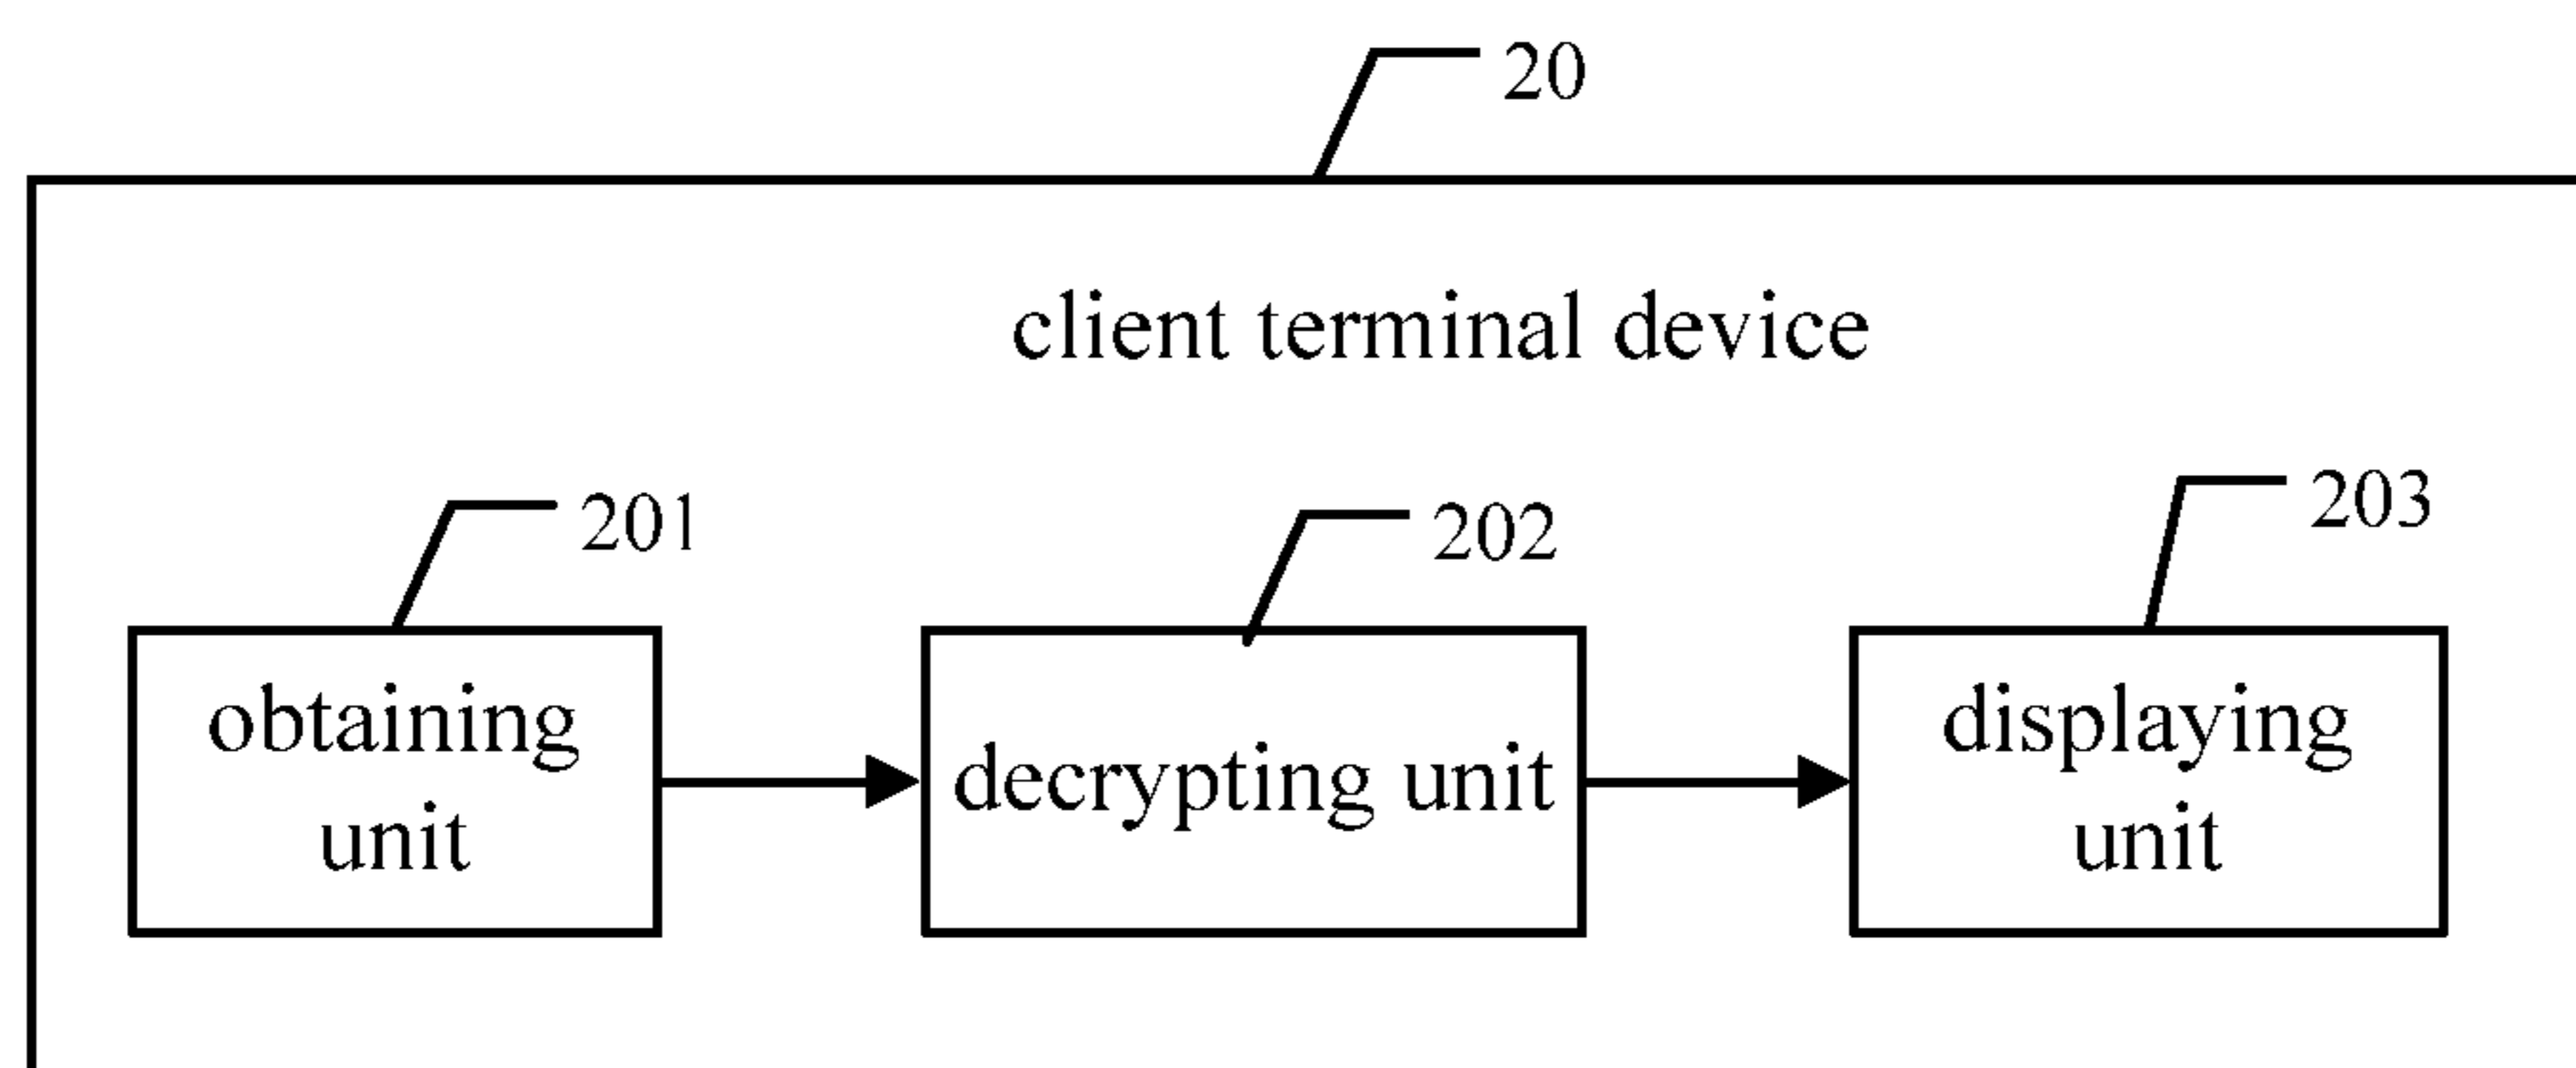 20
client terminal device
201
202
203
obtaining
unit
decrypting unit
displaying
unit